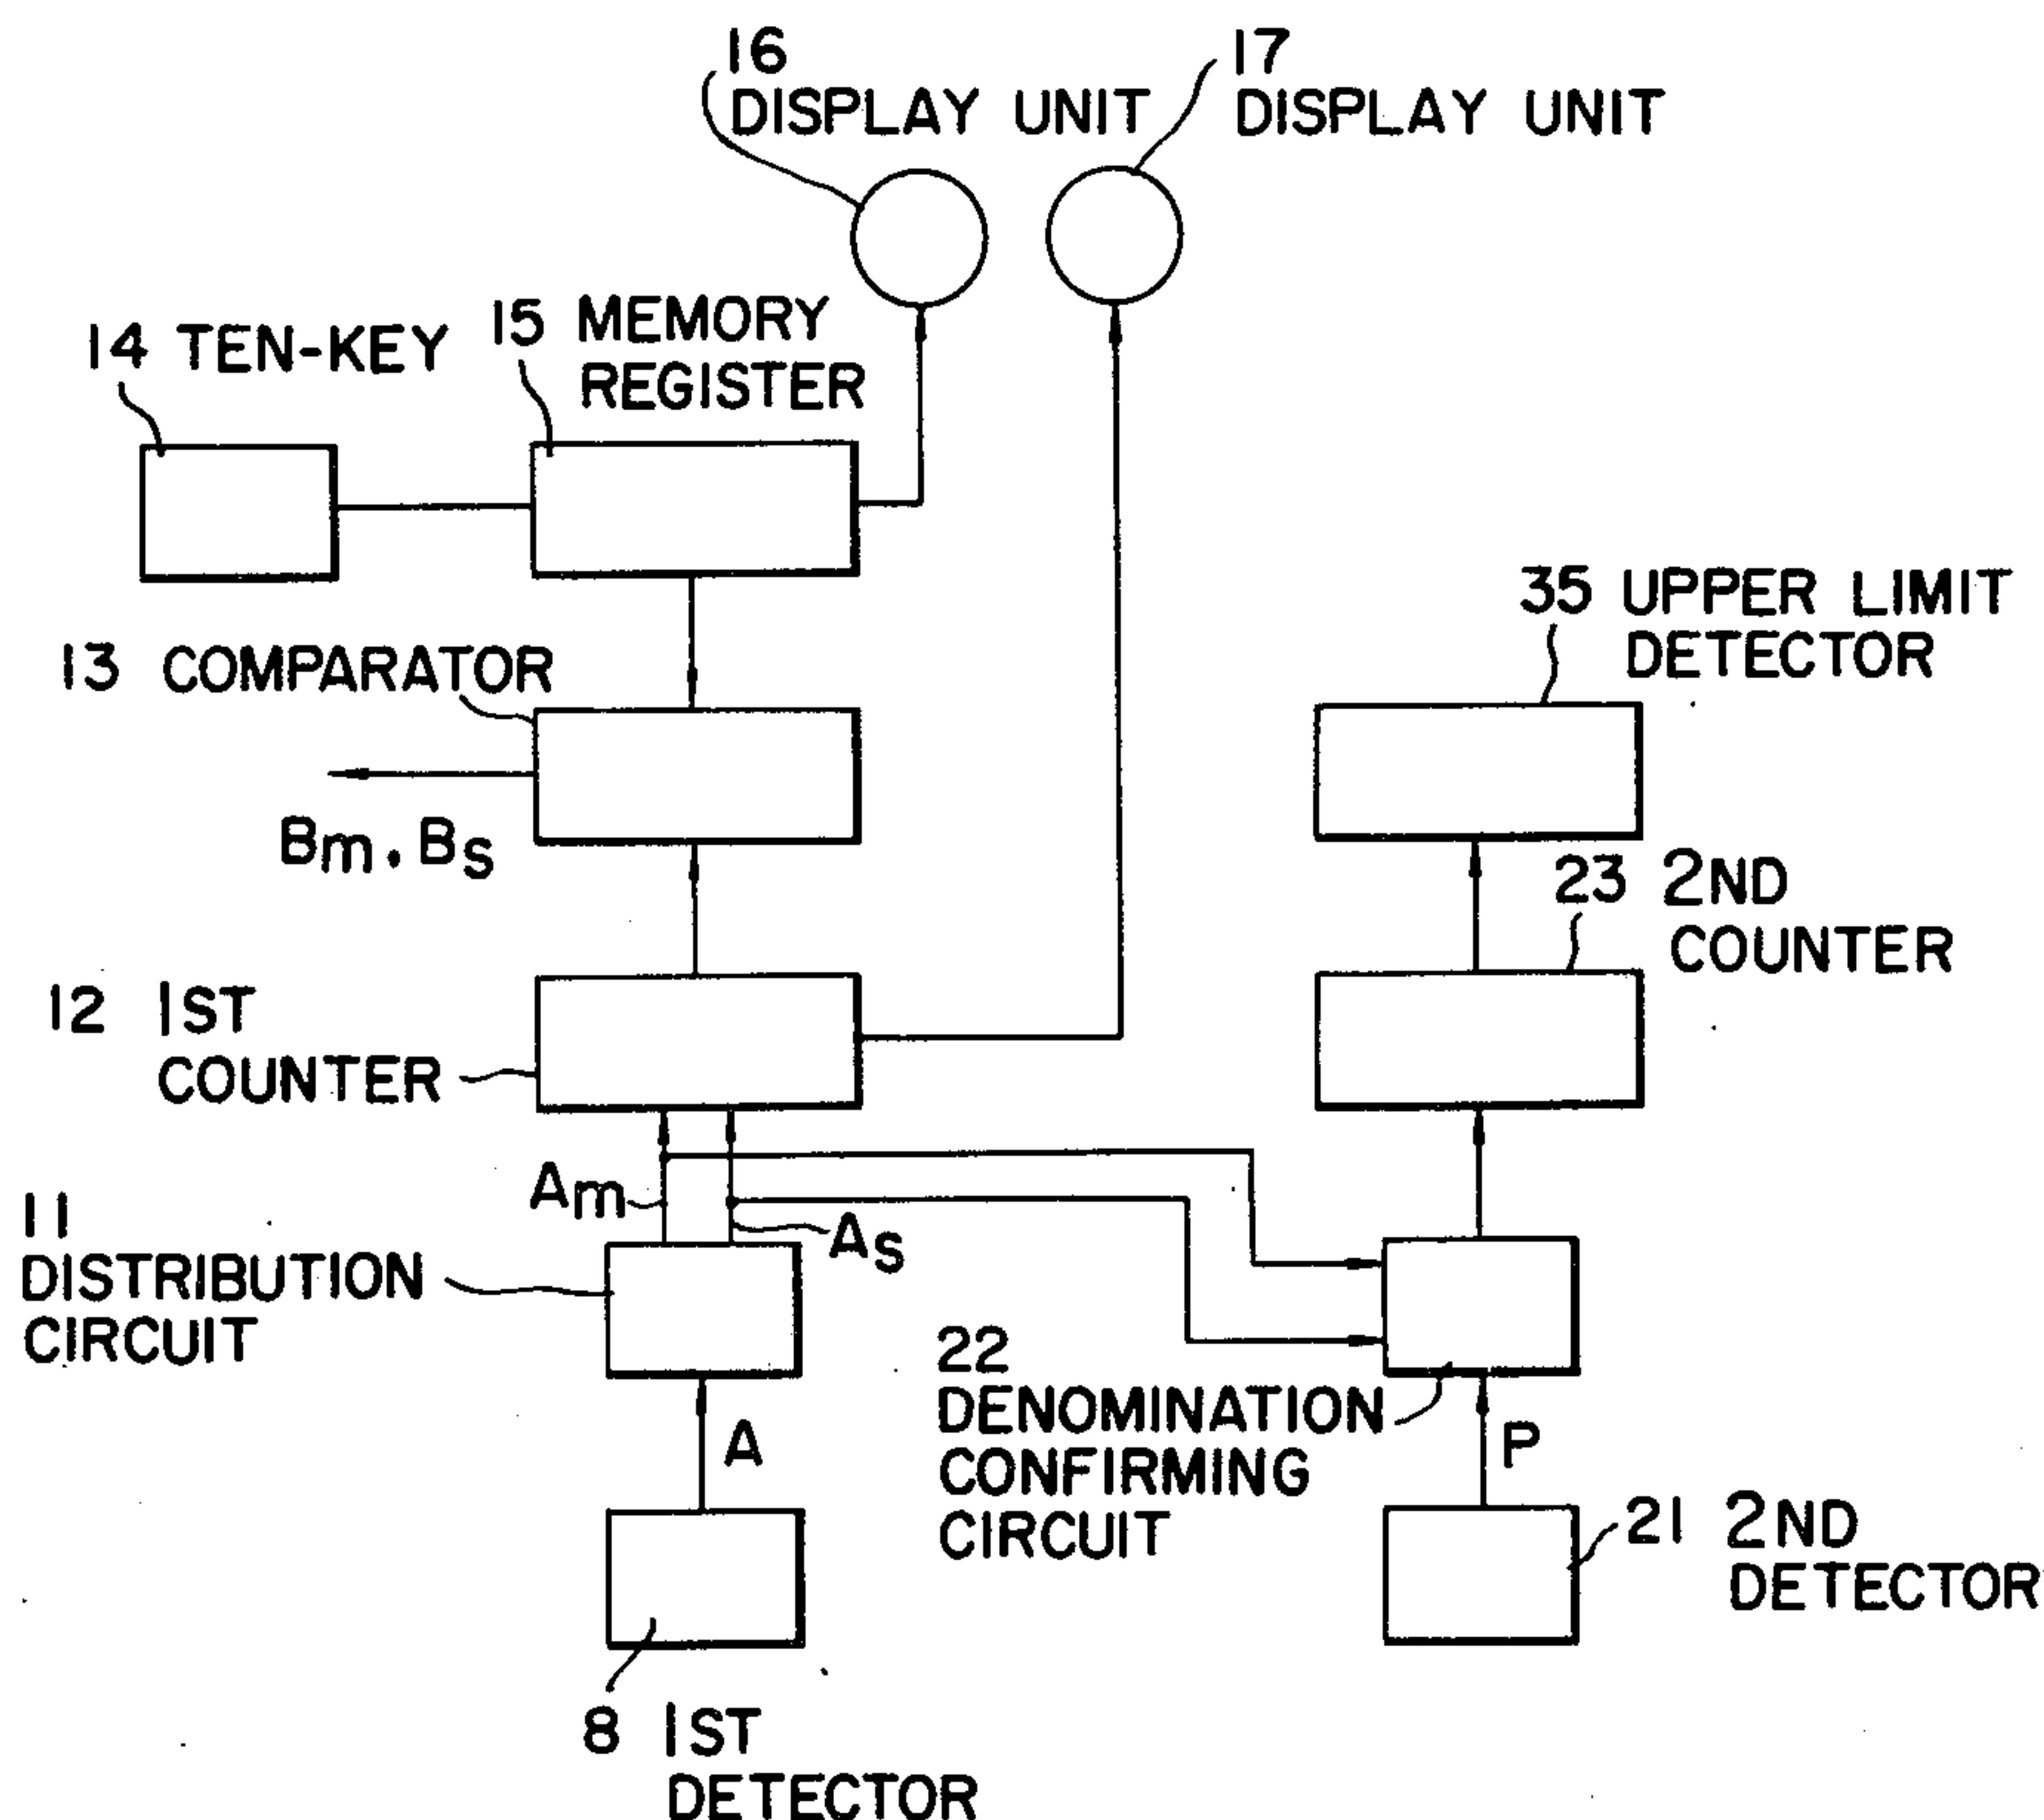 16
DISPLAY UNIT
17
DISPLAY UNIT
14 TEN-KEY
15 MEMORY
REGISTER
35 UPPER LIMIT
DETECTOR
13 COMPARATOR
Bm. Bs
23 2ND
COUNTER
12 1ST
COUNTER
Am
As
11
DISTRIBUTION
CIRCUIT
22
DENOMINATION
CONFIRMING
CIRCUIT
A
P
21 2ND
DETECTOR
8 1ST
DETECTOR